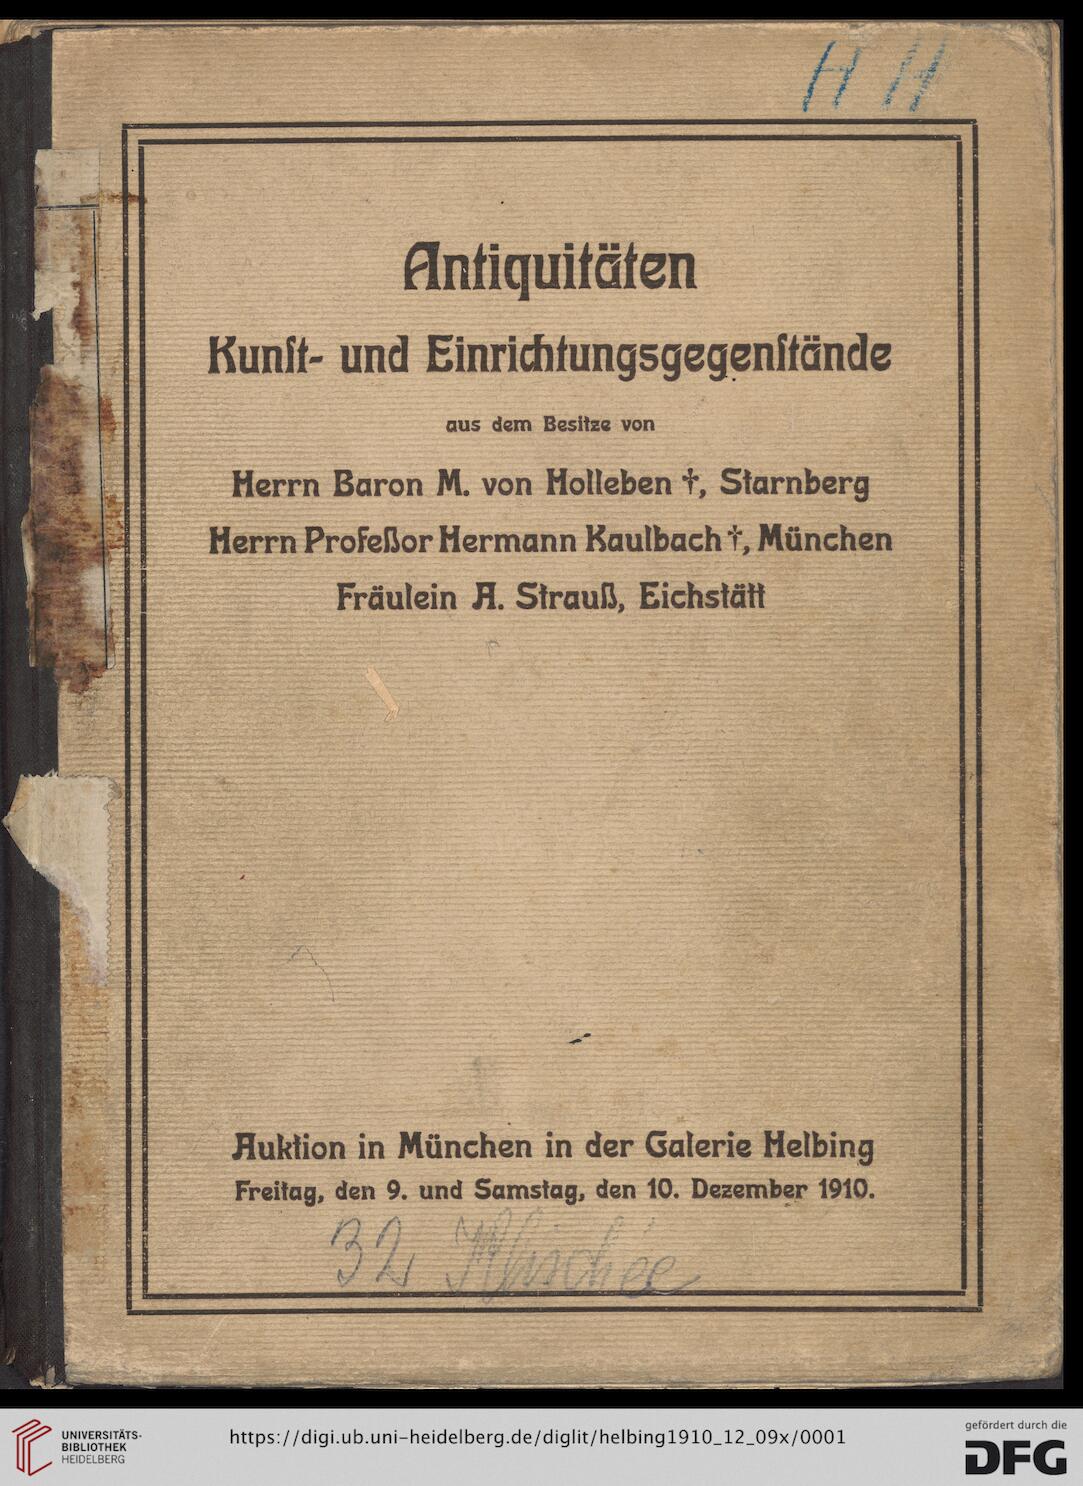 H H
Antiquitäten
Kunſt- und Einrichtungsgegenſtände
aus dem Besitze von
Herrn Baron M. von Holleben †, Starnberg
Herrn Profeßor Hermann Kaulbach †, München
Fräulein A. Strauß, Eichstätt
Auktion in München in der Galerie Helbing
Freitag, den 9. und Samstag, den 10. Dezember 1910.
32 Klischée
UNIVERSITÄTS-
BIBLIOTHEK
HEIDELBERG
https://digi.ub.uni-heidelberg.de/diglit/helbing1910_12_09x/0001
gefördert durch die
DFG